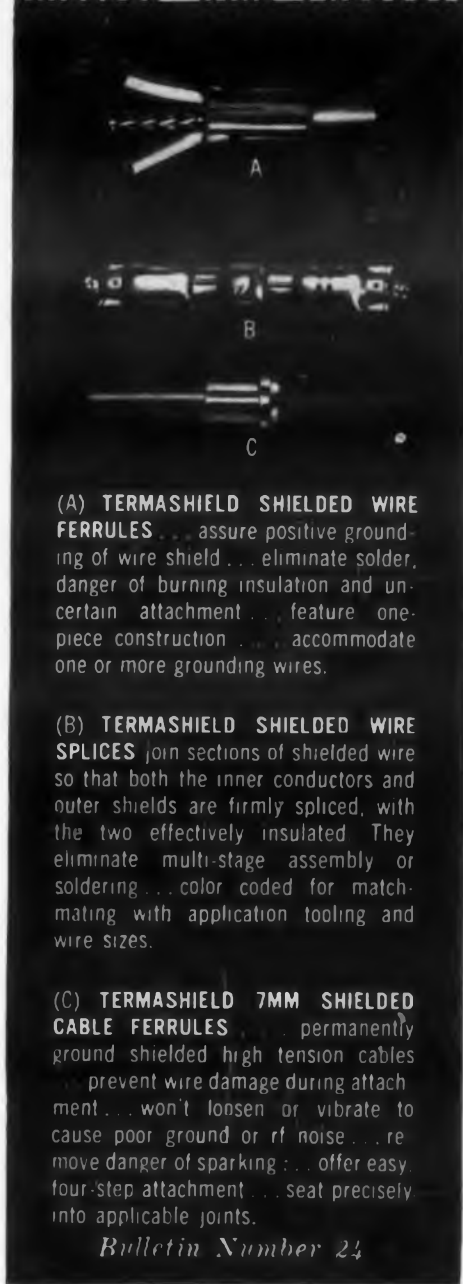 A
B
C
(A) TERMASHIELD SHIELDED WIRE
FERRULES ... assure positive ground-
ing of wire shield ... eliminate solder,
danger of burning insulation and un-
certain attachment ... feature one-
piece construction .... accommodate
one or more grounding wires.
(B) TERMASHIELD SHIELDED WIRE
SPLICES join sections of shielded wire
so that both the inner conductors and
outer shields are firmly spliced, with
the two effectively insulated They
eliminate multi-stage assembly or
soldering ... color coded for match-
mating with application tooling and
wire sizes.
(C) TERMASHIELD 7MM SHIELDED
CABLE FERRULES ... permanently
ground shielded high tension cables
... prevent wire damage during attach
ment ... won't loosen or vibrate to
cause poor ground or rf noise ... re
move danger of sparking : ... offer easy,
four-step attachment ... seat precisely
into applicable joints.
Bulletin Number 24